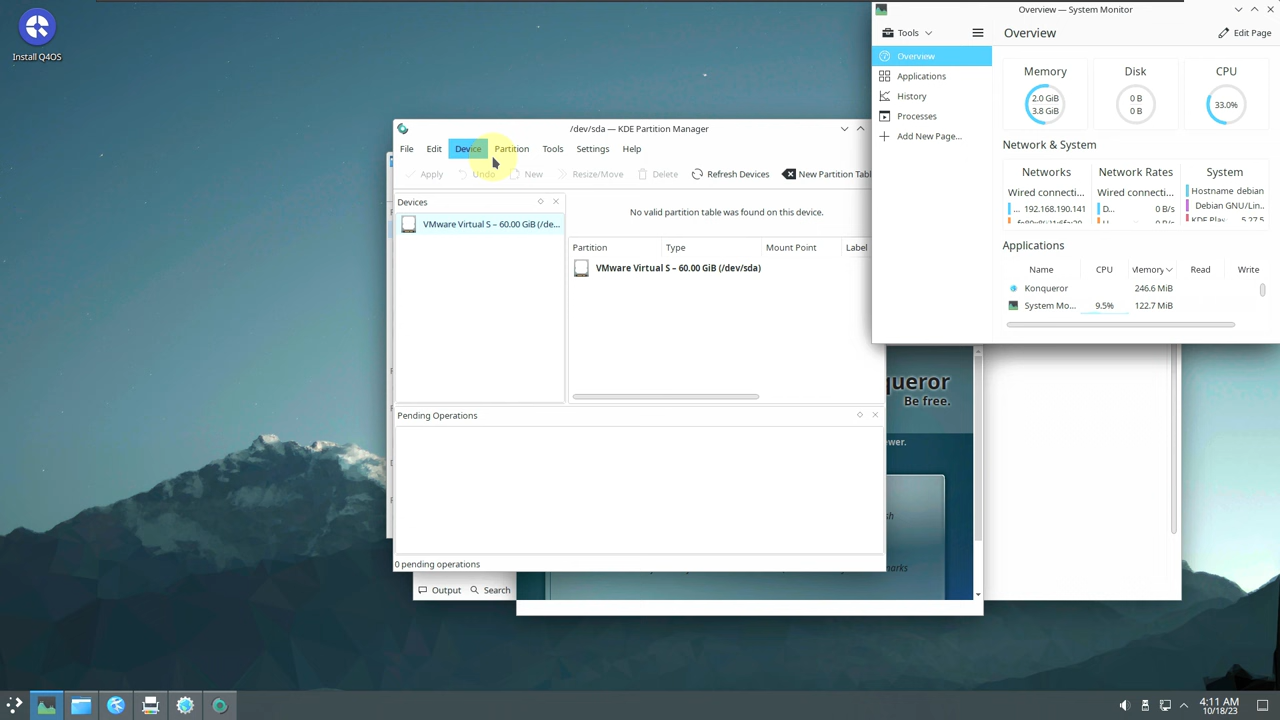 Install Q4OS
Overview — System Monitor
Tools
Overview
Edit Page
Overview
Applications
History
Processes
Add New Page...
Memory
2.0 GiB
3.8 GiB
Disk
0 B
0 B
CPU
33.0%
Network & System
Networks
Wired connecti...
... 192.168.190.141
Network Rates
Wired connecti...
D... 0 B/s
0 B/s
System
Hostname debian
Debian GNU/Lin..
KDE Pla 5.27.5
Applications
Name CPU Memory Read Write
Konqueror 246.6 MiB
System Mo... 9.5% 122.7 MiB
/dev/sda — KDE Partition Manager
File Edit Device Partition Tools Settings Help
Apply Undo New Resize/Move Delete Refresh Devices New Partition Tabl
Devices
VMware Virtual S – 60.00 GiB (/de...
No valid partition table was found on this device.
Partition Type Mount Point Label
VMware Virtual S – 60.00 GiB (/dev/sda)
Pending Operations
0 pending operations
queror
Be free.
ewer.
Output Search
4:11 AM
10/18/23